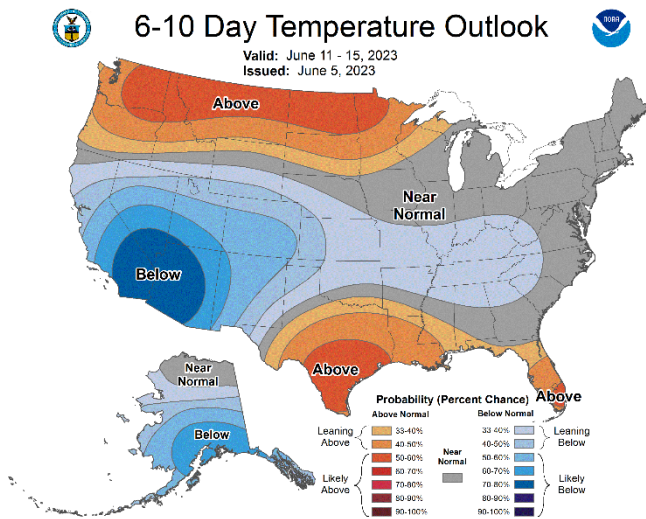 6-10 Day Temperature Outlook
Valid: June 11 - 15, 2023
Issued: June 5, 2023
NOAA
Above
Near
Normal
Below
Above
Above
Near
Normal
Below
Probability (Percent Chance)
Above Normal
Below Normal
Leaning
Above
33-40%
40-50%
Likely
Above
50-60%
60-70%
70-80%
80-90%
90-100%
Near
Normal
33-40%
40-50%
Leaning
Below
50-60%
60-70%
70-80%
80-90%
90-100%
Likely
Below